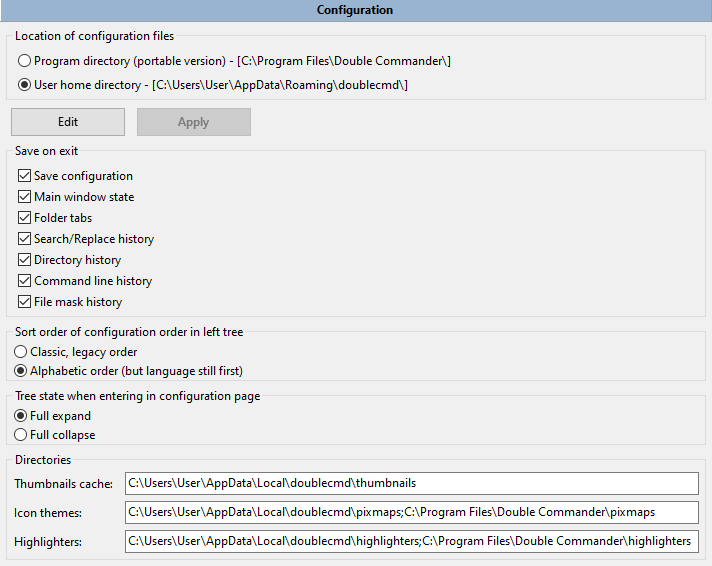 Configuration
Location of configuration files
Program directory (portable version) - [C:\Program Files\Double Commander\]
User home directory - [C:\Users\User\AppData\Roaming\doublecmd\]
Edit Apply
Save on exit
Save configuration
Main window state
Folder tabs
Search/Replace history
Directory history
Command line history
File mask history
Sort order of configuration order in left tree
Classic, legacy order
Alphabetic order (but language still first)
Tree state when entering in configuration page
Full expand
Full collapse
Directories
Thumbnails cache: C:\Users\User\AppData\Local\doublecmd\thumbnails
Icon themes: C:\Users\User\AppData\Local\doublecmd\pixmaps;C:\Program Files\Double Commander\pixmaps
Highlighters: C:\Users\User\AppData\Local\doublecmd\highlighters;C:\Program Files\Double Commander\highlighters